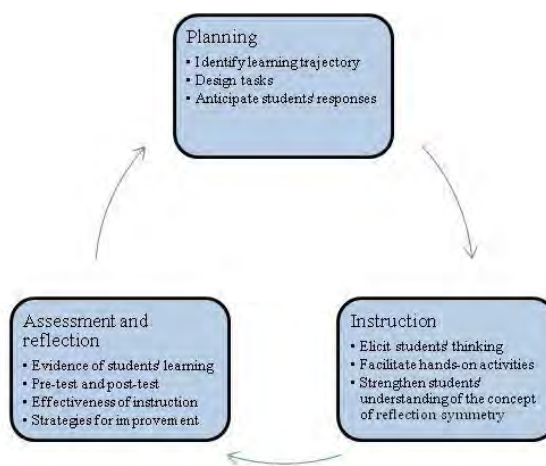 Planning
• Identify learning trajectory
• Design tasks
• Anticipate students' responses
Assessment and
reflection
• Evidence of students' learning
• Pre-test and post-test
• Effectiveness of instruction
• Strategies for improvement
Instruction
• Elicit students' thinking
• Facilitate hands-on activities
• Strengthen students'
understanding of the concept
of reflection symmetry